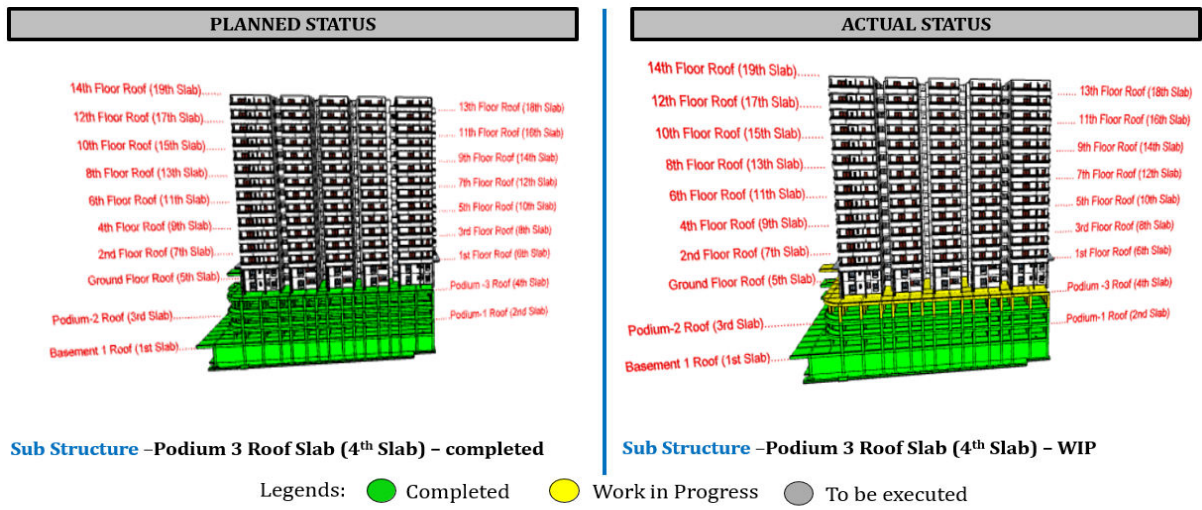 PLANNED STATUS
14th Floor Roof (19th Slab)......
12th Floor Roof (17th Slab)......
10th Floor Roof (15th Slab)......
8th Floor Roof (13th Slab)......
6th Floor Roof (11th Slab)......
4th Floor Roof (9th Slab)......
2nd Floor Roof (7th Slab)......
Ground Floor Roof (5th Slab)......
Podium-2 Roof (3rd Slab)......
Basement 1 Roof (1st Slab)......
...... 13th Floor Roof (18th Slab)
...... 11th Floor Roof (16th Slab)
...... 9th Floor Roof (14th Slab)
...... 7th Floor Roof (12th Slab)
...... 5th Floor Roof (10th Slab)
...... 3rd Floor Roof (8th Slab)
...... 1st Floor Roof (6th Slab)
...... Podium -3 Roof (4th Slab)
...... Podium-1 Roof (2nd Slab)
Sub Structure –Podium 3 Roof Slab (4th Slab) – completed
ACTUAL STATUS
14th Floor Roof (19th Slab)......
12th Floor Roof (17th Slab)......
10th Floor Roof (15th Slab)......
8th Floor Roof (13th Slab)......
6th Floor Roof (11th Slab)......
4th Floor Roof (9th Slab)......
2nd Floor Roof (7th Slab)......
Ground Floor Roof (5th Slab)......
Podium-2 Roof (3rd Slab)......
Basement 1 Roof (1st Slab)......
...... 13th Floor Roof (18th Slab)
...... 11th Floor Roof (16th Slab)
...... 9th Floor Roof (14th Slab)
...... 7th Floor Roof (12th Slab)
...... 5th Floor Roof (10th Slab)
...... 3rd Floor Roof (8th Slab)
...... 1st Floor Roof (6th Slab)
...... Podium -3 Roof (4th Slab)
...... Podium-1 Roof (2nd Slab)
Sub Structure –Podium 3 Roof Slab (4th Slab) – WIP
Legends: Completed Work in Progress To be executed